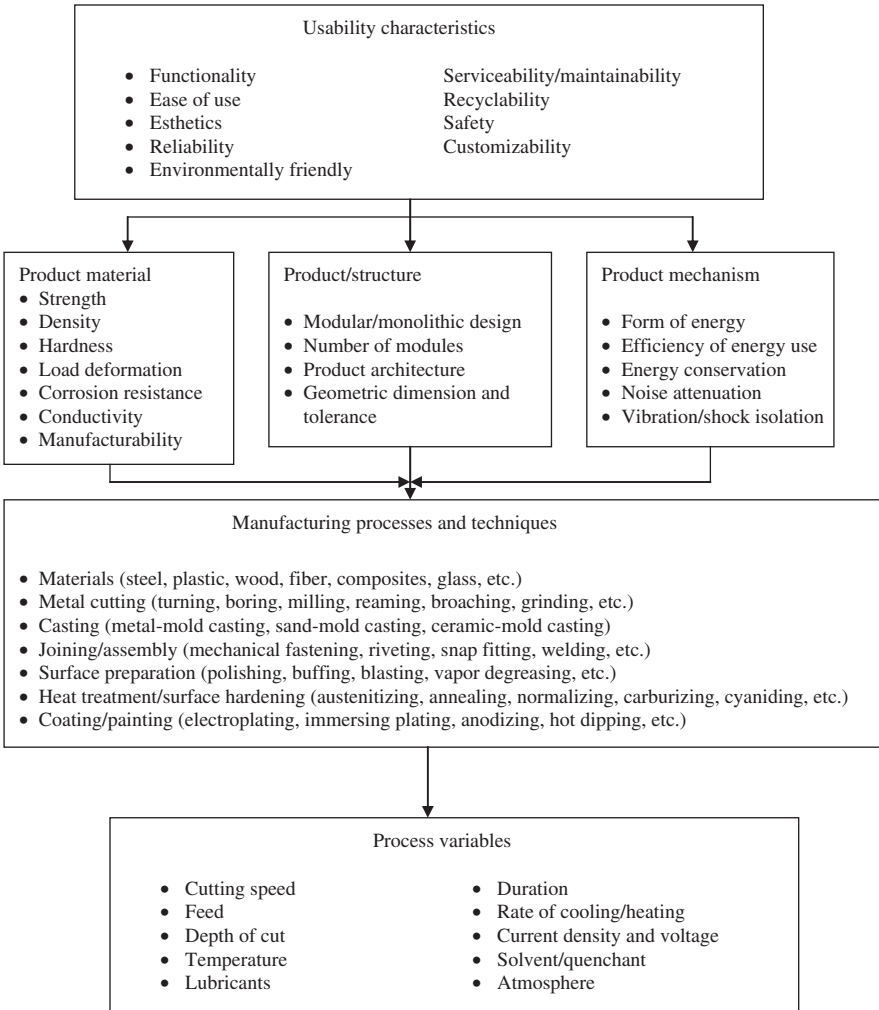 Usability characteristics
• Functionality
• Ease of use
• Esthetics
• Reliability
• Environmentally friendly
Serviceability/maintainability
Recyclability
Safety
Customizability
Product material
• Strength
• Density
• Hardness
• Load deformation
• Corrosion resistance
• Conductivity
• Manufacturability
Product/structure
• Modular/monolithic design
• Number of modules
• Product architecture
• Geometric dimension and
tolerance
Product mechanism
• Form of energy
• Efficiency of energy use
• Energy conservation
• Noise attenuation
• Vibration/shock isolation
Manufacturing processes and techniques
• Materials (steel, plastic, wood, fiber, composites, glass, etc.)
• Metal cutting (turning, boring, milling, reaming, broaching, grinding, etc.)
• Casting (metal-mold casting, sand-mold casting, ceramic-mold casting)
• Joining/assembly (mechanical fastening, riveting, snap fitting, welding, etc.)
• Surface preparation (polishing, buffing, blasting, vapor degreasing, etc.)
• Heat treatment/surface hardening (austenitizing, annealing, normalizing, carburizing, cyaniding, etc.)
• Coating/painting (electroplating, immersing plating, anodizing, hot dipping, etc.)
Process variables
• Cutting speed
• Feed
• Depth of cut
• Temperature
• Lubricants
• Duration
• Rate of cooling/heating
• Current density and voltage
• Solvent/quenchant
• Atmosphere